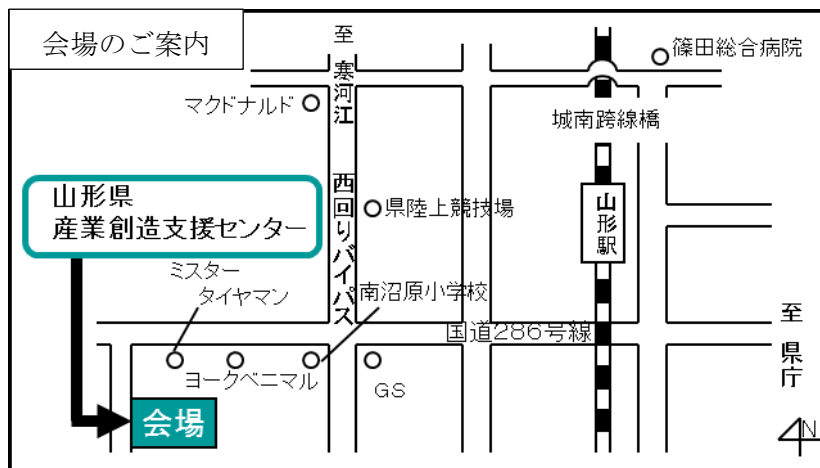 会場のご案内
至 寒河江
篠田総合病院
マクドナルド
城南跨線橋
山形県
産業創造支援センター
西回りバイパス
県陸上競技場
山形駅
ミスター
タイヤマン
南沼原小学校
国道286号線
至 県庁
ヨークベニマル
GS
会場
N